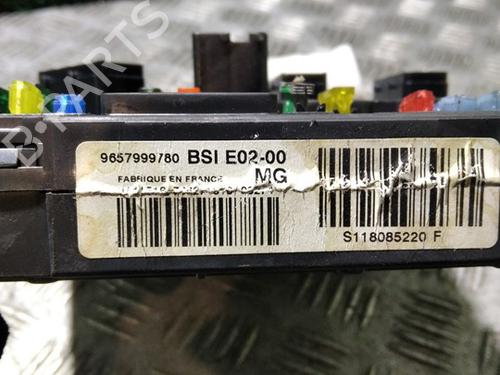 B-PARTS
9657999780 BSI E02-00
FABRIQUE EN FRANCE MG
S118085220 F